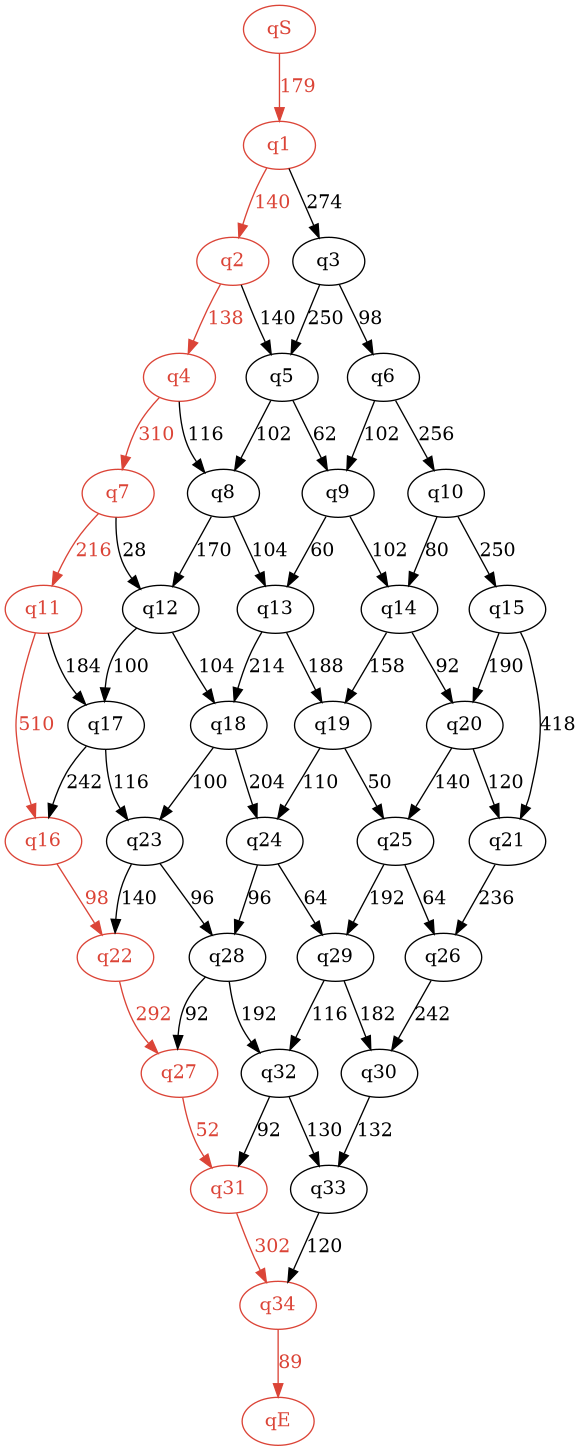 qS
179
q1
140 274
q2 q3
138 140 250 98
q4 q5 q6
310 116 102 62 102 256
q7 q8 q9 q10
216 28 170 104 60 102 80 250
q11 q12 q13 q14 q15
510 184 100 104 214 188 158 92 190 418
q17 q18 q19 q20
242 116 100 204 110 50 140 120
q16 q23 q24 q25 q21
98 140 96 96 64 192 64 236
q22 q28 q29 q26
292 92 192 116 182 242
q27 q32 q30
52 92 130 132
q31 q33
302 120
q34
89
qE